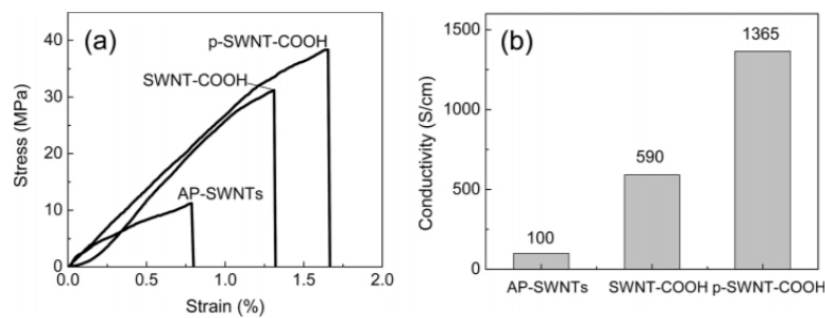 (a)
p-SWNT-COOH
SWNT-COOH
AP-SWNTs
40
30
20
10
0
0.0 0.5 1.0 1.5 2.0
Stress (MPa)
Strain (%)
(b)
1365
590
100
1500
1000
500
0
Conductivity (S/cm)
AP-SWNTs SWNT-COOH p-SWNT-COOH